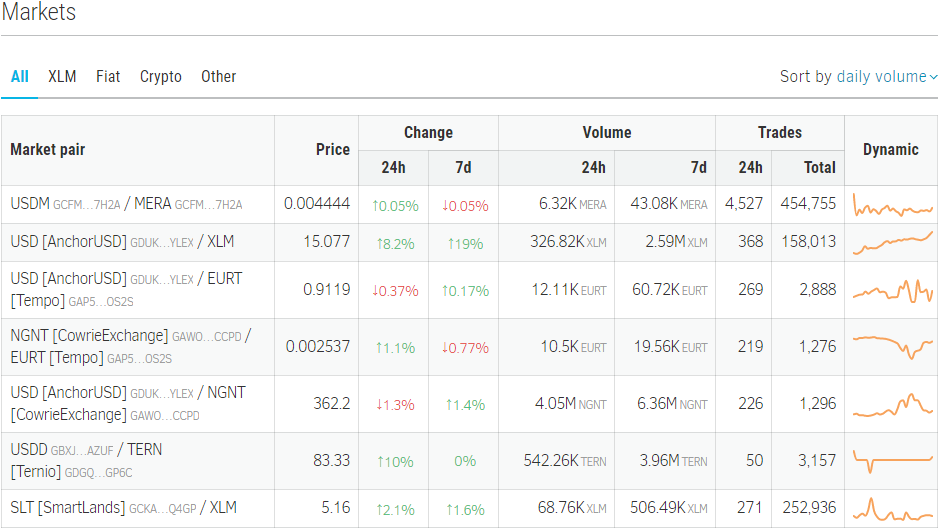 Markets
All XLM Fiat Crypto Other Sort by daily volume
Market pair Price Change Volume Trades Dynamic
24h 7d 24h 7d 24h Total
USDM GCFM...7H2A / MERA GCFM...7H2A 0.004444 ↑0.05% ↓0.05% 6.32K MERA 43.08K MERA 4,527 454,755
USD [AnchorUSD] GDUK...YLEX / XLM 15.077 ↑8.2% ↑19% 326.82K XLM 2.59M XLM 368 158,013
USD [AnchorUSD] GDUK...YLEX / EURT 0.9119 ↓0.37% ↑0.17% 12.11K EURT 60.72K EURT 269 2,888
[Tempo] GAP5...OS2S
NGNT [CowrieExchange] GAWO...CCPD / 0.002537 ↑1.1% ↓0.77% 10.5K EURT 19.56K EURT 219 1,276
EURT [Tempo] GAP5...OS2S
USD [AnchorUSD] GDUK...YLEX / NGNT 362.2 ↓1.3% ↑1.4% 4.05M NGNT 6.36M NGNT 226 1,296
[CowrieExchange] GAWO...CCPD
USDD GBXJ...AZUF / TERN 83.33 ↑10% 0% 542.26K TERN 3.96M TERN 50 3,157
[Ternio] GDGQ...GP6C
SLT [SmartLands] GCKA...Q4GP / XLM 5.16 ↑2.1% ↑1.6% 68.76K XLM 506.49K XLM 271 252,936